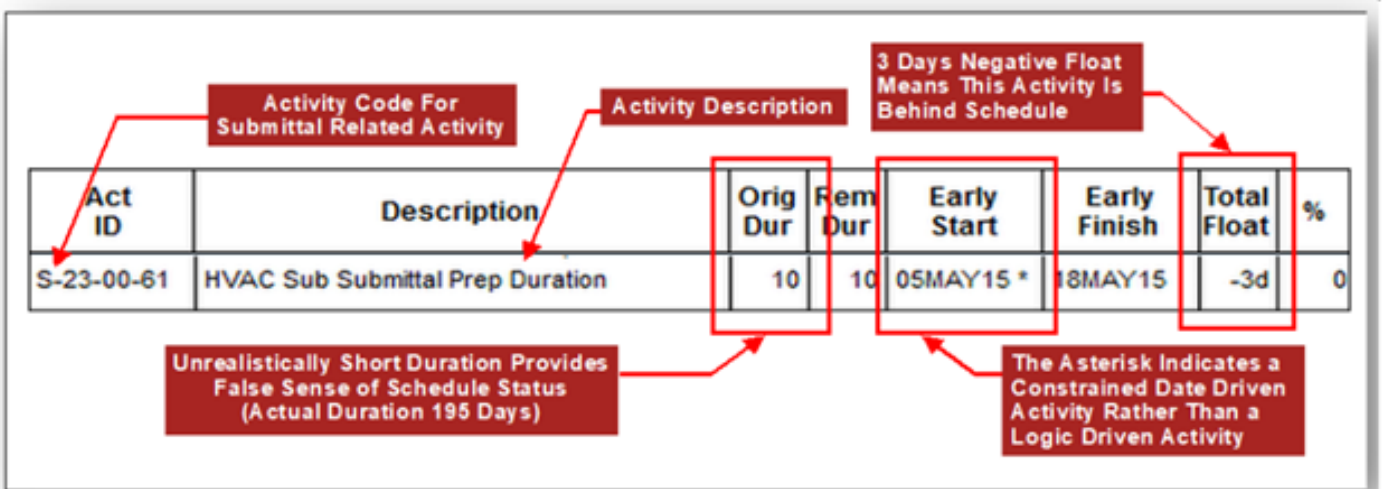 3 Days Negative Float
Means This Activity Is
Behind Schedule
Activity Code For
Submittal Related Activity
Activity Description
Act
ID
Description
Orig
Dur
Rem
Dur
Early
Start
Early
Finish
Total
Float
%
S-23-00-61 HVAC Sub Submittal Prep Duration 10 10 05MAY15 * 18MAY15 -3d 0
Unrealistically Short Duration Provides
False Sense of Schedule Status
(Actual Duration 195 Days)
The Asterisk Indicates a
Constrained Date Driven
Activity Rather Than a
Logic Driven Activity